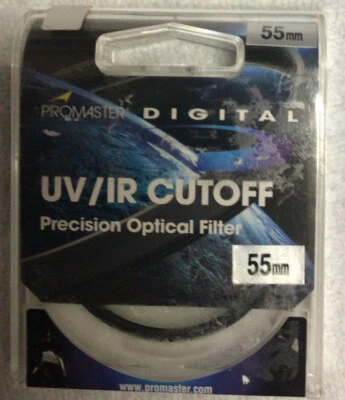 55mm
PROMASTER DIGITAL
UV/IR CUTOFF
Precision Optical Filter
55mm
www.promaster.com